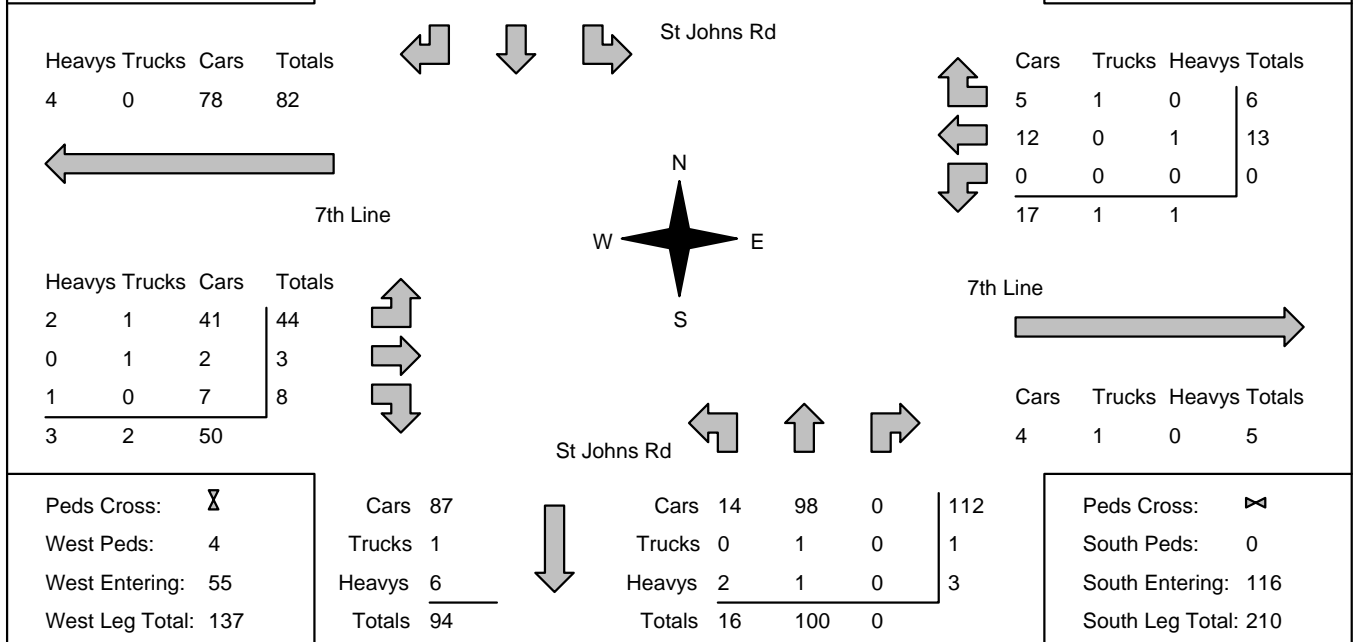 St Johns Rd
Heavys Trucks Cars Totals
4 0 78 82
Cars Trucks Heavys Totals
5 1 0 6
12 0 1 13
0 0 0 0
17 1 1
7th Line
N
W E
S
Heavys Trucks Cars Totals
2 1 41 44
0 1 2 3
1 0 7 8
3 2 50
7th Line
Cars Trucks Heavys Totals
4 1 0 5
St Johns Rd
Peds Cross:
West Peds: 4
West Entering: 55
West Leg Total: 137
Cars 87
Trucks 1
Heavys 6
Totals 94
Cars 14 98 0 112
Trucks 0 1 0 1
Heavys 2 1 0 3
Totals 16 100 0
Peds Cross:
South Peds: 0
South Entering: 116
South Leg Total: 210